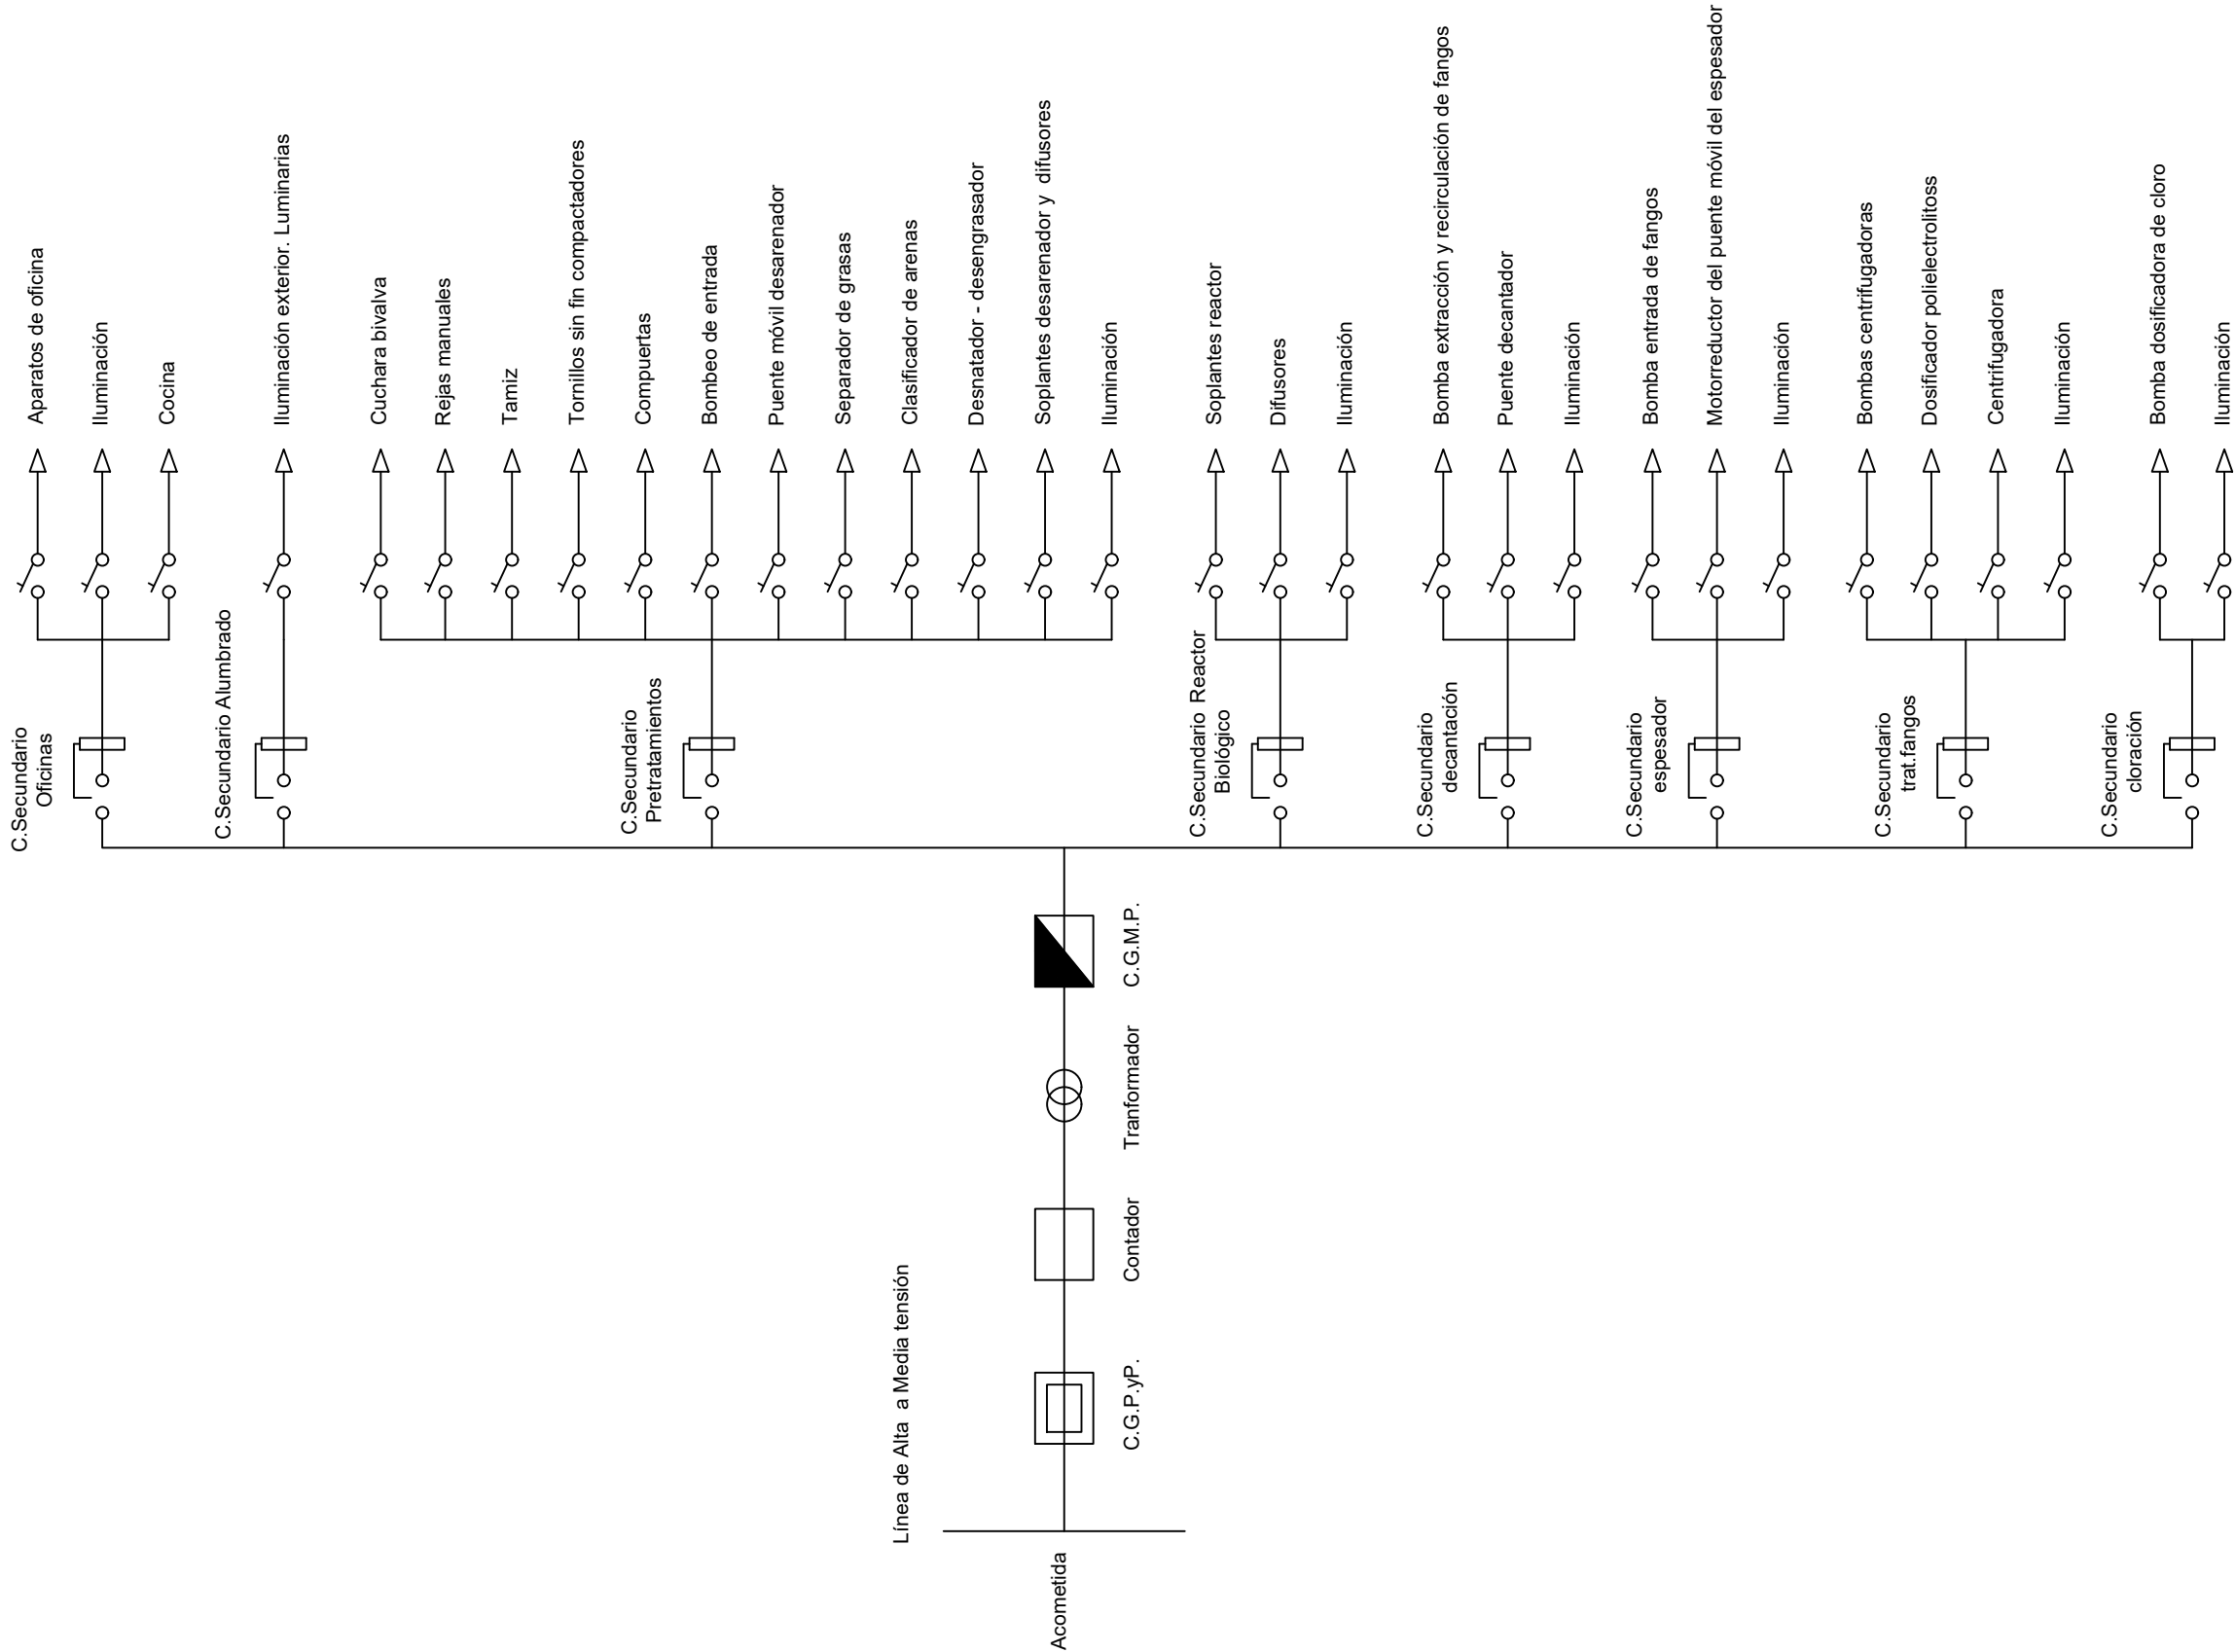 Aparatos de oficina
Iluminación
Cocina
Iluminación exterior. Luminarias
Cuchara bivalva
Rejas manuales
Tamiz
Tornillos sin fin compactadores
Compuertas
Bombeo de entrada
Puente móvil desarenador
Separador de grasas
Clasificador de arenas
Desnatador - desengrasador
Soplantes desarenador y  difusores
Iluminación
Soplantes reactor
Difusores
Iluminación
Bomba extracción y recirculación de fangos
Puente decantador
Iluminación
Bomba entrada de fangos
Motorreductor del puente móvil del espesador
Iluminación
Bombas centrifugadoras
Dosificador polielectrolitoss
Centrifugadora
Iluminación
Bomba dosificadora de cloro
Iluminación
C.Secundario
Oficinas
C.Secundario Alumbrado
C.Secundario
Pretratamientos
C.Secundario Reactor
Biológico
C.Secundario
decantación
C.Secundario
espesador
C.Secundario
trat.fangos
C.Secundario
cloración
C.G.M.P.
Tranformador
Contador
C.G.P.yP.
Línea de Alta  a Media tensión
Acometida